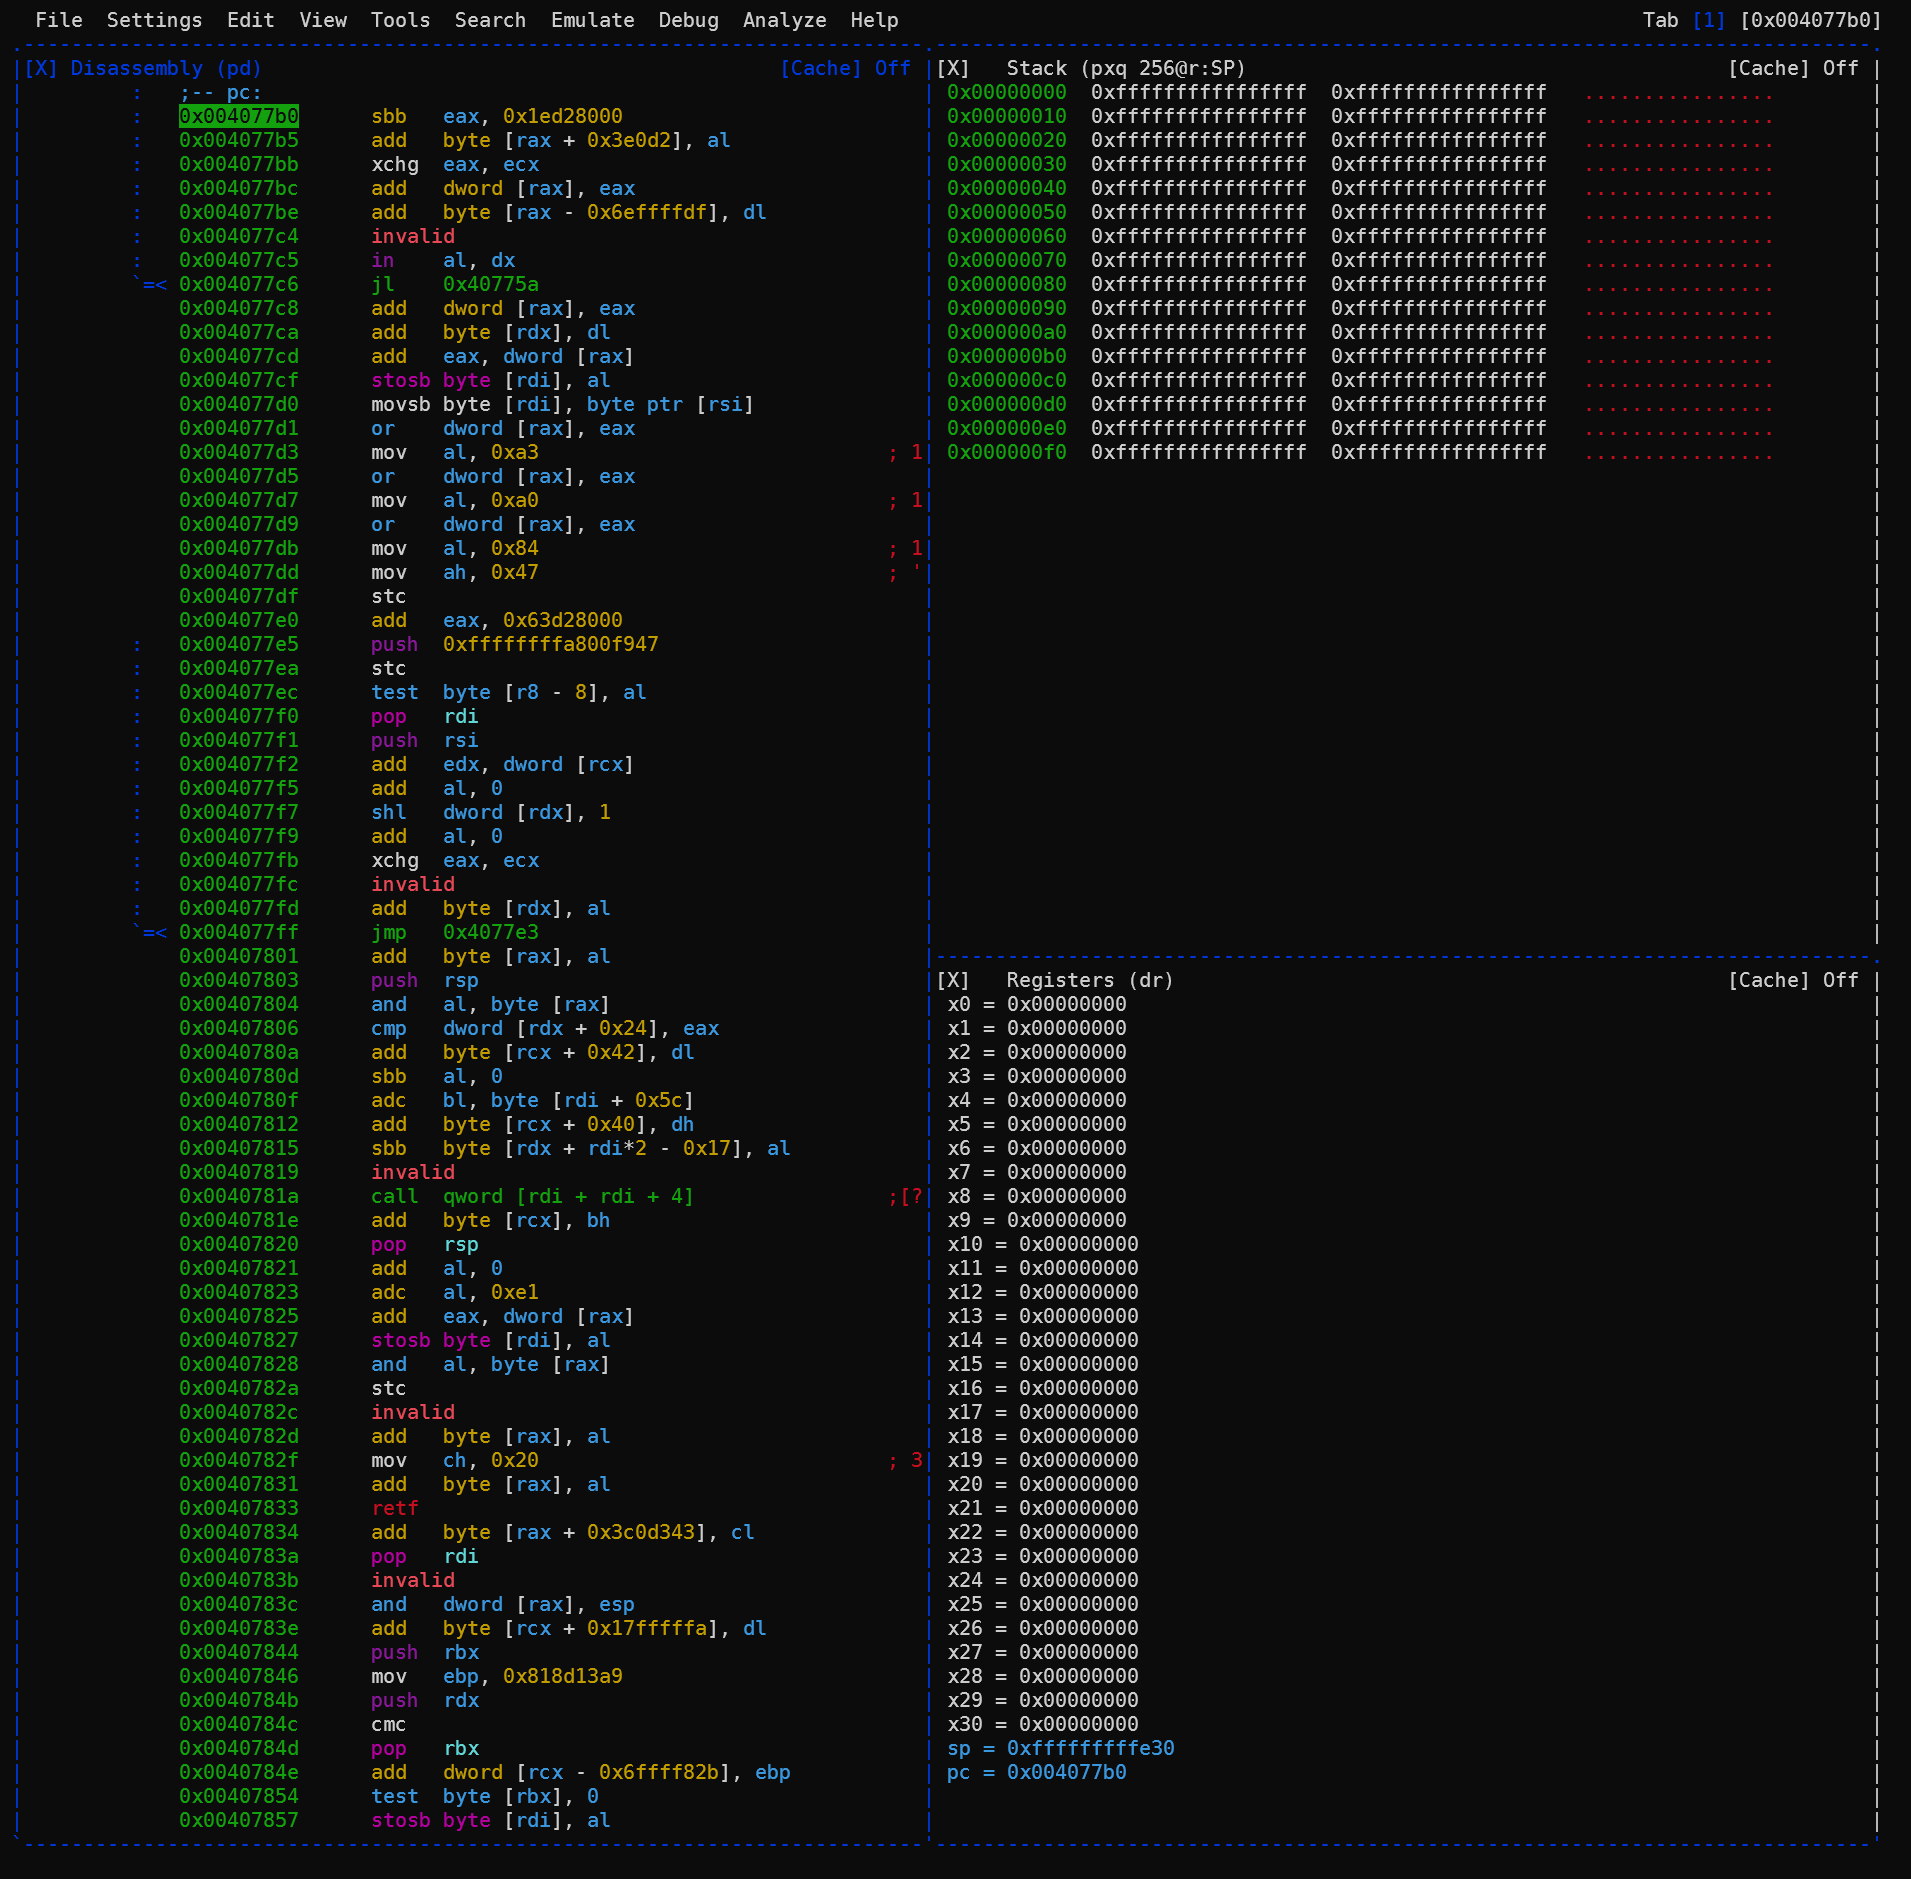 File  Settings  Edit  View  Tools  Search  Emulate  Debug  Analyze  Help  Tab [1] [0x004077b0]
[X] Disassembly (pd)  [Cache] Off
: ;-- pc:
: 0x004077b0 sbb eax, 0x1ed28000
: 0x004077b5 add byte [rax + 0x3e0d2], al
: 0x004077bb xchg eax, ecx
: 0x004077bc add dword [rax], eax
: 0x004077be add byte [rax - 0x6effffdf], dl
: 0x004077c4 invalid
: 0x004077c5 in al, dx
`=< 0x004077c6 jl 0x40775a
0x004077c8 add dword [rax], eax
0x004077ca add byte [rdx], dl
0x004077cd add eax, dword [rax]
0x004077cf stosb byte [rdi], al
0x004077d0 movsb byte [rdi], byte ptr [rsi]
0x004077d1 or dword [rax], eax
0x004077d3 mov al, 0xa3 ; 1
0x004077d5 or dword [rax], eax
0x004077d7 mov al, 0xa0 ; 1
0x004077d9 or dword [rax], eax
0x004077db mov al, 0x84 ; 1
0x004077dd mov ah, 0x47 ; '
0x004077df stc
0x004077e0 add eax, 0x63d28000
: 0x004077e5 push 0xffffffffa800f947
: 0x004077ea stc
: 0x004077ec test byte [r8 - 8], al
: 0x004077f0 pop rdi
: 0x004077f1 push rsi
: 0x004077f2 add edx, dword [rcx]
: 0x004077f5 add al, 0
: 0x004077f7 shl dword [rdx], 1
: 0x004077f9 add al, 0
: 0x004077fb xchg eax, ecx
: 0x004077fc invalid
: 0x004077fd add byte [rdx], al
`=< 0x004077ff jmp 0x4077e3
0x00407801 add byte [rax], al
0x00407803 push rsp
0x00407804 and al, byte [rax]
0x00407806 cmp dword [rdx + 0x24], eax
0x0040780a add byte [rcx + 0x42], dl
0x0040780d sbb al, 0
0x0040780f adc bl, byte [rdi + 0x5c]
0x00407812 add byte [rcx + 0x40], dh
0x00407815 sbb byte [rdx + rdi*2 - 0x17], al
0x00407819 invalid
0x0040781a call qword [rdi + rdi + 4] ;[?
0x0040781e add byte [rcx], bh
0x00407820 pop rsp
0x00407821 add al, 0
0x00407823 adc al, 0xe1
0x00407825 add eax, dword [rax]
0x00407827 stosb byte [rdi], al
0x00407828 and al, byte [rax]
0x0040782a stc
0x0040782c invalid
0x0040782d add byte [rax], al
0x0040782f mov ch, 0x20 ; 3
0x00407831 add byte [rax], al
0x00407833 retf
0x00407834 add byte [rax + 0x3c0d343], cl
0x0040783a pop rdi
0x0040783b invalid
0x0040783c and dword [rax], esp
0x0040783e add byte [rcx + 0x17fffffa], dl
0x00407844 push rbx
0x00407846 mov ebp, 0x818d13a9
0x0040784b push rdx
0x0040784c cmc
0x0040784d pop rbx
0x0040784e add dword [rcx - 0x6ffff82b], ebp
0x00407854 test byte [rbx], 0
0x00407857 stosb byte [rdi], al
[X] Stack (pxq 256@r:SP)  [Cache] Off
0x00000000 0xffffffffffffffff 0xffffffffffffffff ................
0x00000010 0xffffffffffffffff 0xffffffffffffffff ................
0x00000020 0xffffffffffffffff 0xffffffffffffffff ................
0x00000030 0xffffffffffffffff 0xffffffffffffffff ................
0x00000040 0xffffffffffffffff 0xffffffffffffffff ................
0x00000050 0xffffffffffffffff 0xffffffffffffffff ................
0x00000060 0xffffffffffffffff 0xffffffffffffffff ................
0x00000070 0xffffffffffffffff 0xffffffffffffffff ................
0x00000080 0xffffffffffffffff 0xffffffffffffffff ................
0x00000090 0xffffffffffffffff 0xffffffffffffffff ................
0x000000a0 0xffffffffffffffff 0xffffffffffffffff ................
0x000000b0 0xffffffffffffffff 0xffffffffffffffff ................
0x000000c0 0xffffffffffffffff 0xffffffffffffffff ................
0x000000d0 0xffffffffffffffff 0xffffffffffffffff ................
0x000000e0 0xffffffffffffffff 0xffffffffffffffff ................
0x000000f0 0xffffffffffffffff 0xffffffffffffffff ................
[X] Registers (dr)  [Cache] Off
x0 = 0x00000000
x1 = 0x00000000
x2 = 0x00000000
x3 = 0x00000000
x4 = 0x00000000
x5 = 0x00000000
x6 = 0x00000000
x7 = 0x00000000
x8 = 0x00000000
x9 = 0x00000000
x10 = 0x00000000
x11 = 0x00000000
x12 = 0x00000000
x13 = 0x00000000
x14 = 0x00000000
x15 = 0x00000000
x16 = 0x00000000
x17 = 0x00000000
x18 = 0x00000000
x19 = 0x00000000
x20 = 0x00000000
x21 = 0x00000000
x22 = 0x00000000
x23 = 0x00000000
x24 = 0x00000000
x25 = 0x00000000
x26 = 0x00000000
x27 = 0x00000000
x28 = 0x00000000
x29 = 0x00000000
x30 = 0x00000000
sp = 0xfffffffffe30
pc = 0x004077b0